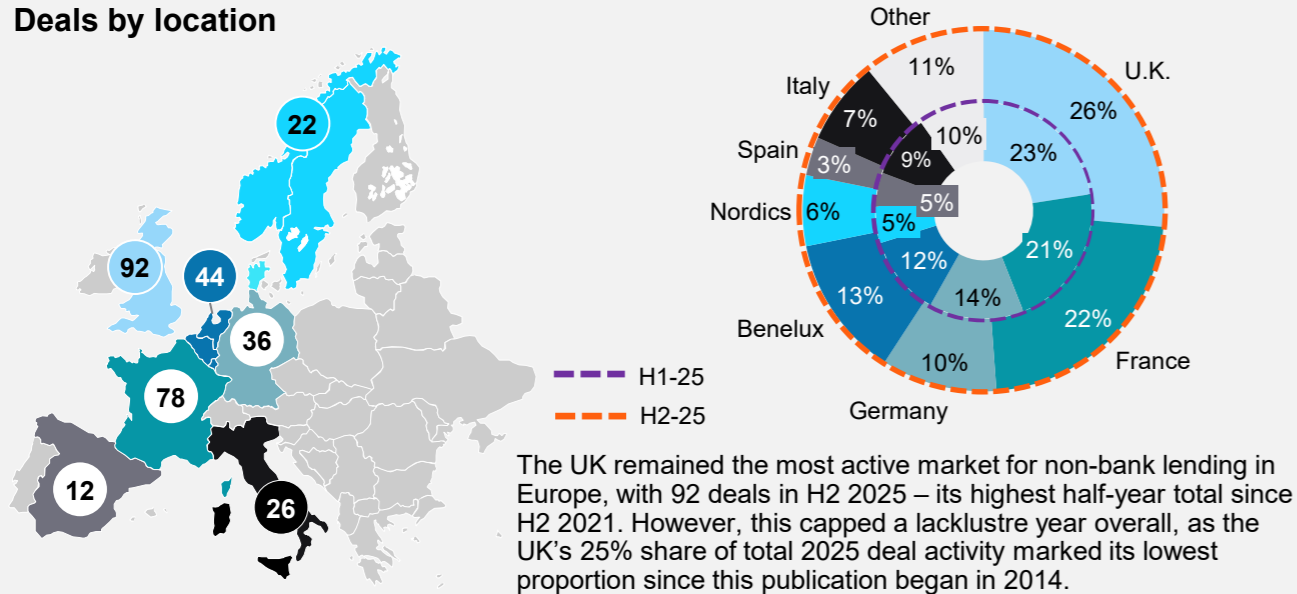 Deals by location
22
92
44
36
78
12
26
Other
U.K.
Italy
Spain
Nordics
Benelux
Germany
France
11%
26%
7%
3%
6%
13%
10%
22%
10%
23%
9%
5%
5%
12%
14%
21%
H1-25
H2-25
The UK remained the most active market for non-bank lending in
Europe, with 92 deals in H2 2025 – its highest half-year total since
H2 2021. However, this capped a lacklustre year overall, as the
UK's 25% share of total 2025 deal activity marked its lowest
proportion since this publication began in 2014.